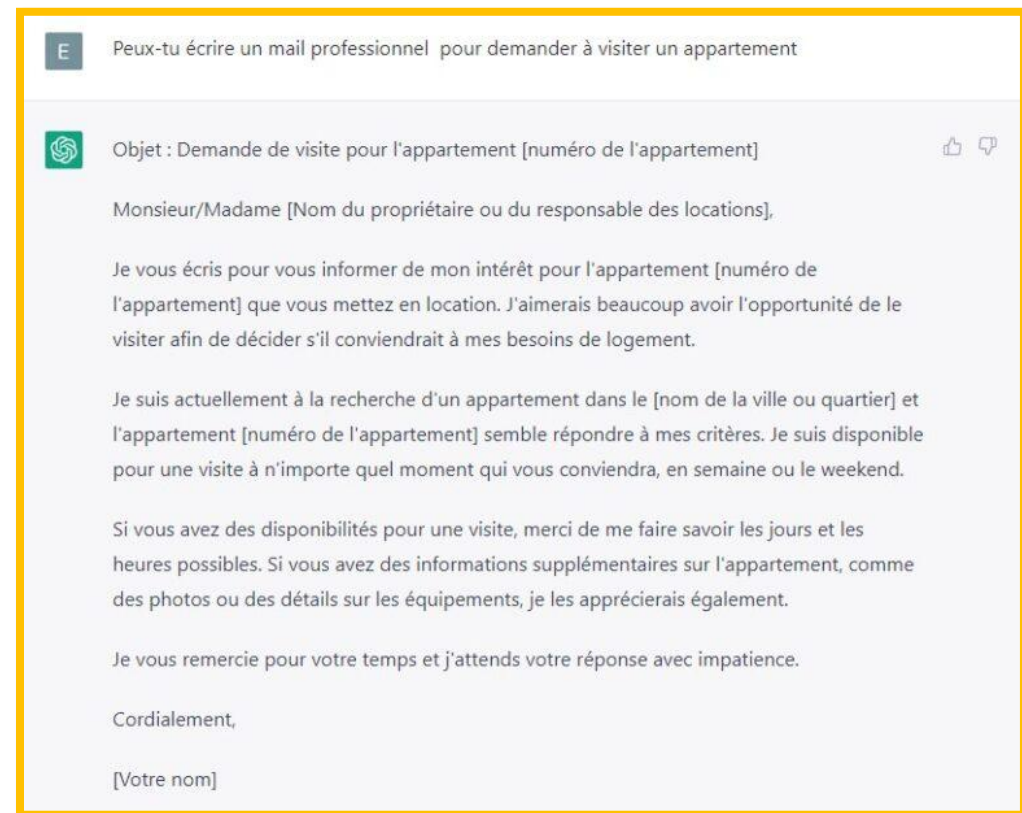 E
Peux-tu écrire un mail professionnel  pour demander à visiter un appartement
Objet : Demande de visite pour l'appartement [numéro de l'appartement]
Monsieur/Madame [Nom du propriétaire ou du responsable des locations],
Je vous écris pour vous informer de mon intérêt pour l'appartement [numéro de
l'appartement] que vous mettez en location. J'aimerais beaucoup avoir l'opportunité de le
visiter afin de décider s'il conviendrait à mes besoins de logement.
Je suis actuellement à la recherche d'un appartement dans le [nom de la ville ou quartier] et
l'appartement [numéro de l'appartement] semble répondre à mes critères. Je suis disponible
pour une visite à n'importe quel moment qui vous conviendra, en semaine ou le weekend.
Si vous avez des disponibilités pour une visite, merci de me faire savoir les jours et les
heures possibles. Si vous avez des informations supplémentaires sur l'appartement, comme
des photos ou des détails sur les équipements, je les apprécierais également.
Je vous remercie pour votre temps et j'attends votre réponse avec impatience.
Cordialement,
[Votre nom]